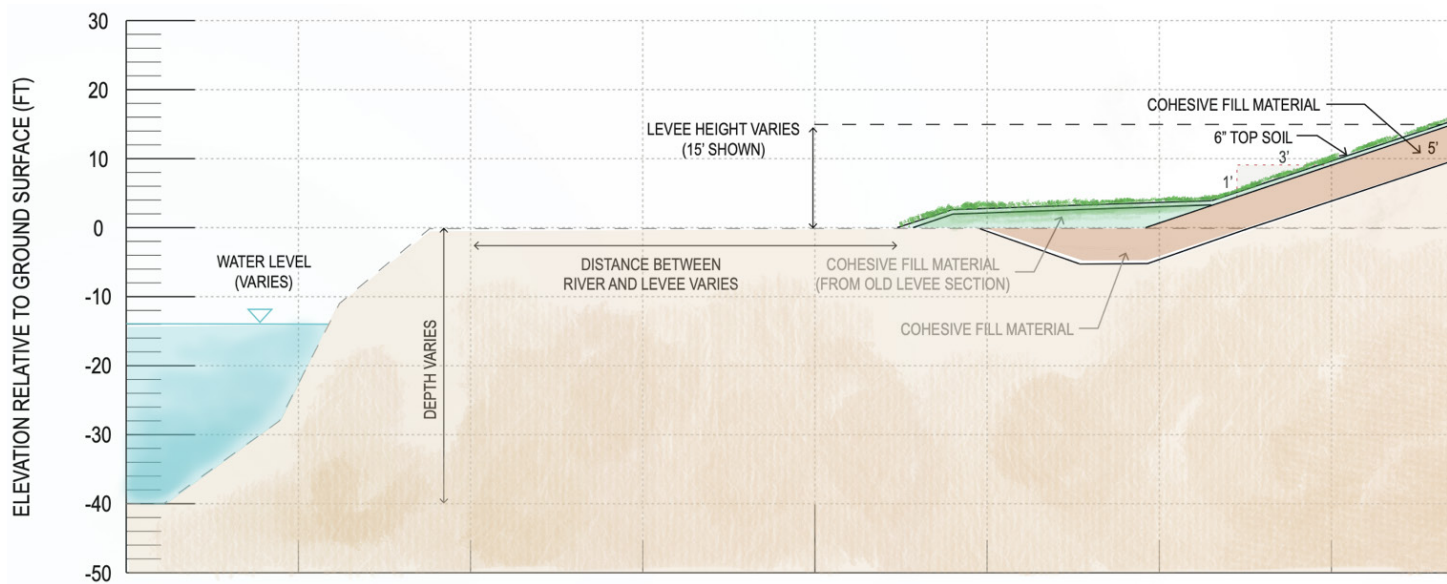 ELEVATION RELATIVE TO GROUND SURFACE (FT)
30
20
10
0
-10
-20
-30
-40
-50
WATER LEVEL
(VARIES)
DEPTH VARIES
DISTANCE BETWEEN
RIVER AND LEVEE VARIES
LEVEE HEIGHT VARIES
(15' SHOWN)
COHESIVE FILL MATERIAL
(FROM OLD LEVEE SECTION)
COHESIVE FILL MATERIAL
COHESIVE FILL MATERIAL
6" TOP SOIL
3'
1'
5'